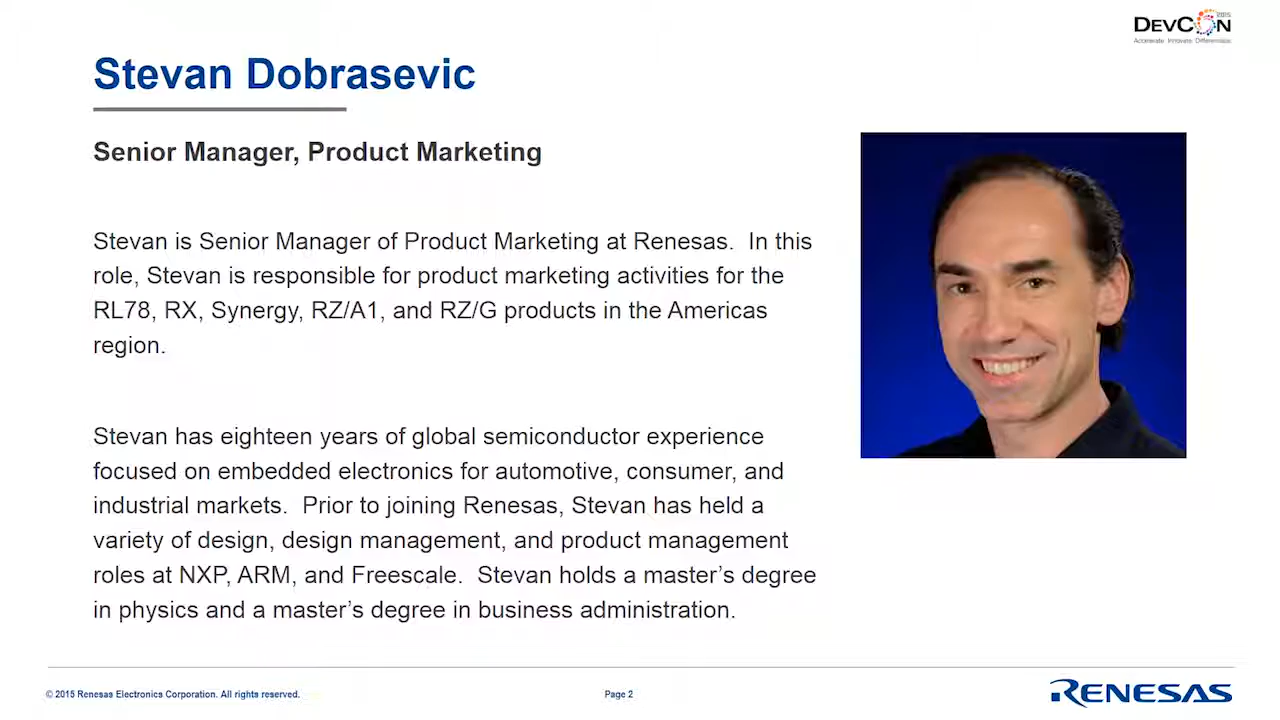 DEVCON 2015
Accelerate. Innovate. Differentiate.
Stevan Dobrasevic
Senior Manager, Product Marketing
Stevan is Senior Manager of Product Marketing at Renesas.  In this
role, Stevan is responsible for product marketing activities for the
RL78, RX, Synergy, RZ/A1, and RZ/G products in the Americas
region.
Stevan has eighteen years of global semiconductor experience
focused on embedded electronics for automotive, consumer, and
industrial markets.  Prior to joining Renesas, Stevan has held a
variety of design, design management, and product management
roles at NXP, ARM, and Freescale.  Stevan holds a master’s degree
in physics and a master’s degree in business administration.
© 2015 Renesas Electronics Corporation. All rights reserved.
Page 2
RENESAS